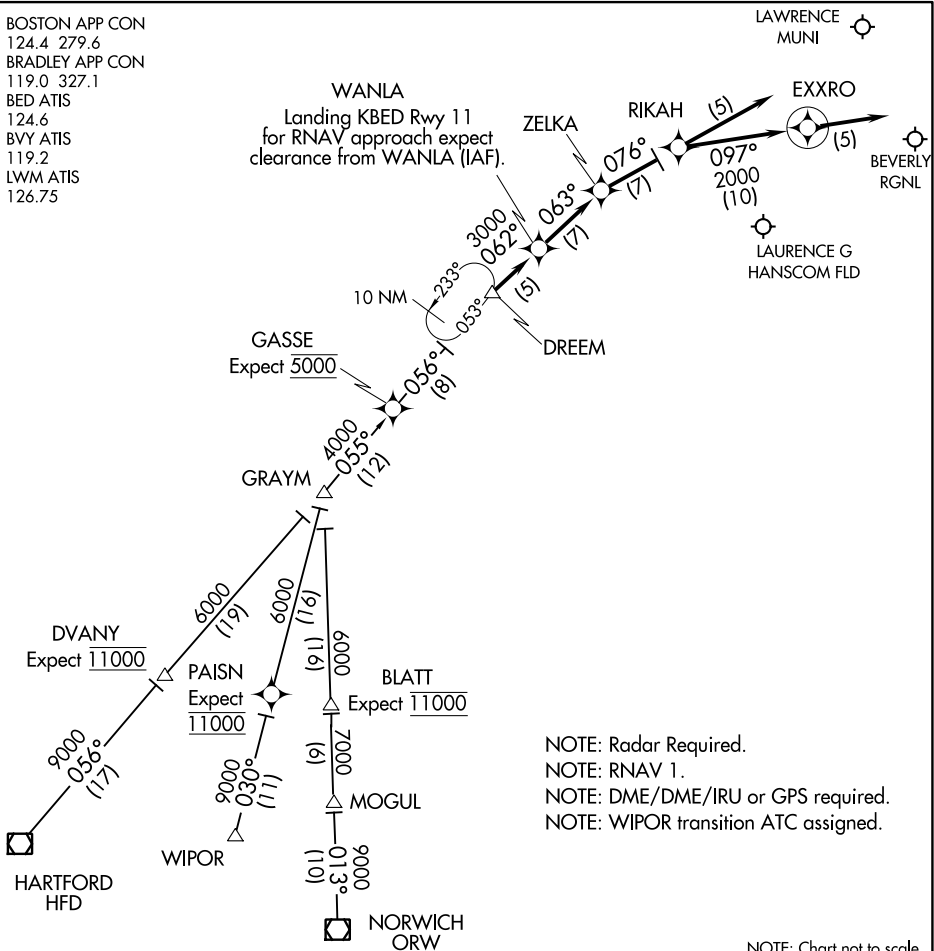 BOSTON APP CON
124.4 279.6
BRADLEY APP CON
119.0 327.1
BED ATIS
124.6
BVY ATIS
119.2
LWM ATIS
126.75
LAWRENCE
MUNI
WANLA
Landing KBED Rwy 11
for RNAV approach expect
clearance from WANLA (IAF).
ZELKA
RIKAH
EXXRO
(5)
(5)
BEVERLY
RGNL
076°
(7)
097°
2000
(10)
063°
(7)
LAURENCE G
HANSCOM FLD
3000
062°
(5)
233°
053°
10 NM
DREEM
GASSE
Expect 5000
056°
(8)
4000
055°
(12)
GRAYM
6000
(19)
6000
(16)
6000
(16)
DVANY
Expect 11000
PAISN
Expect
11000
BLATT
Expect 11000
9000
056°
(17)
9000
030°
(11)
7000
(6)
MOGUL
WIPOR
9000
013°
(10)
HARTFORD
HFD
NORWICH
ORW
NOTE: Radar Required.
NOTE: RNAV 1.
NOTE: DME/DME/IRU or GPS required.
NOTE: WIPOR transition ATC assigned.
NOTE: Chart not to scale